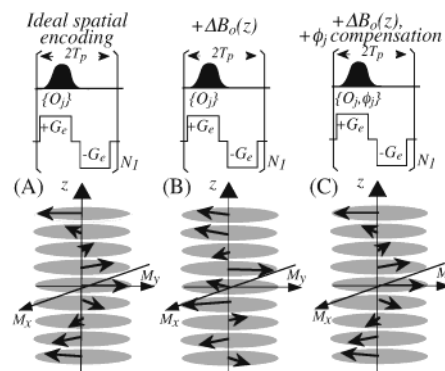 Ideal spatial
encoding
2Tp
{Oj}
+Ge
-Ge
N1
+ΔBo(z)
2Tp
{Oj}
+Ge
-Ge
N1
+ΔBo(z),
+ϕj compensation
2Tp
{Oj,ϕj}
+Ge
-Ge
N1
(A)
z
My
Mx
(B)
z
My
Mx
(C)
z
My
Mx